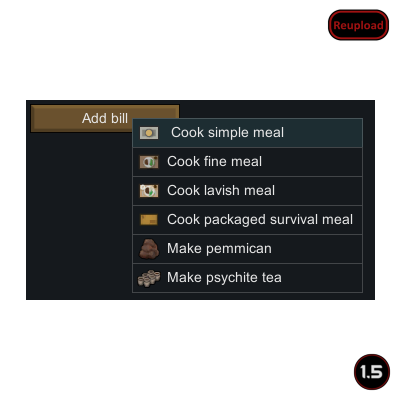 Reupload
Add bill
Cook simple meal
Cook fine meal
Cook lavish meal
Cook packaged survival meal
Make pemmican
Make psychite tea
1.5